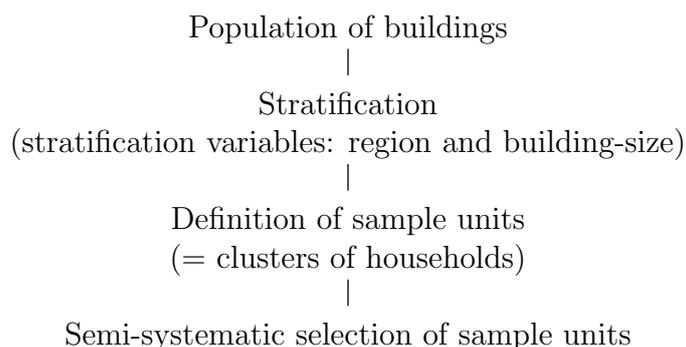 Population of buildings
Stratification
(stratification variables: region and building-size)
Definition of sample units
(= clusters of households)
Semi-systematic selection of sample units